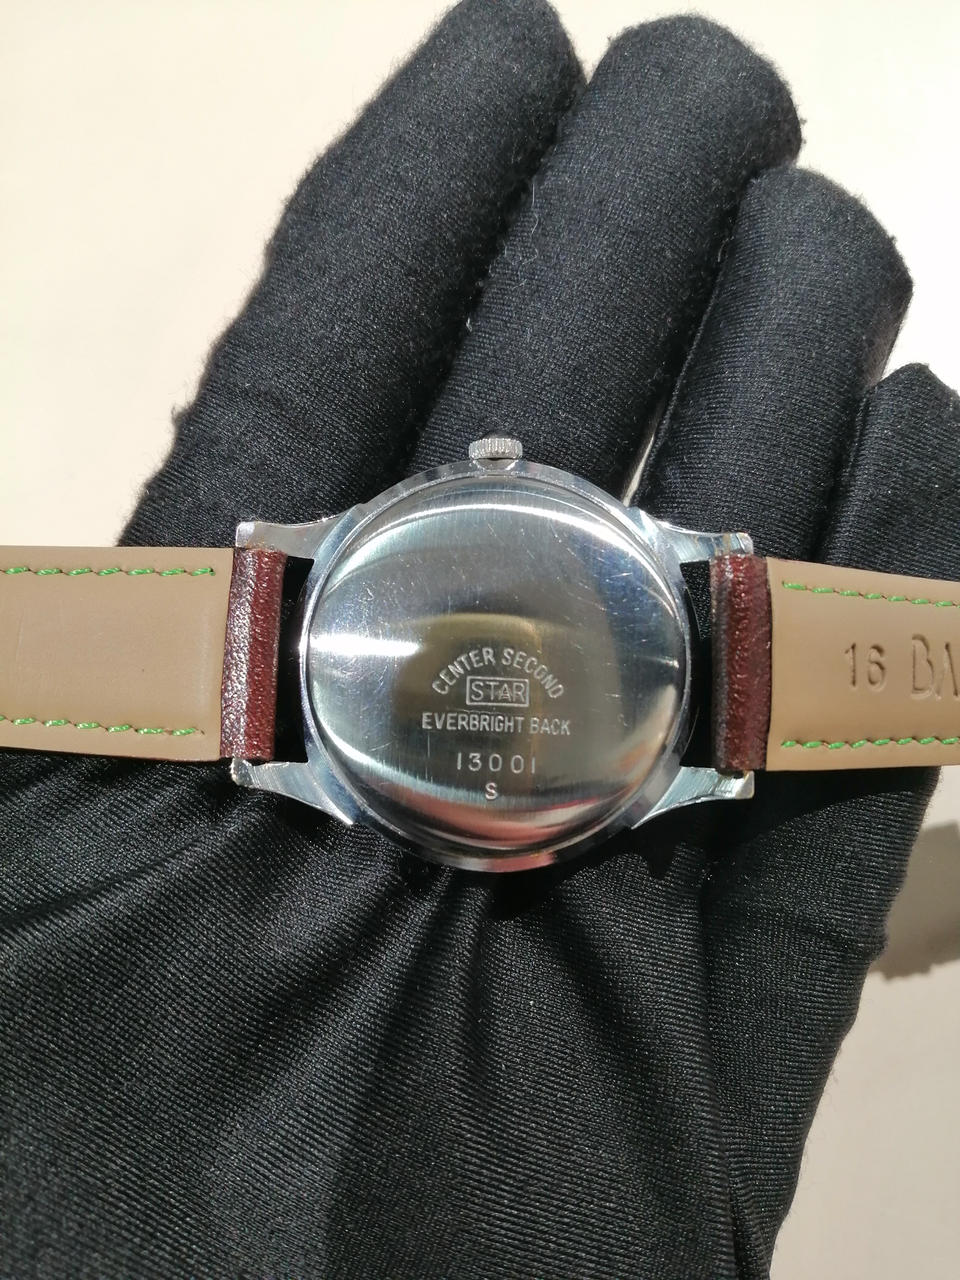 CENTER SECOND
STAR
EVERBRIGHT BACK
13001
S
16